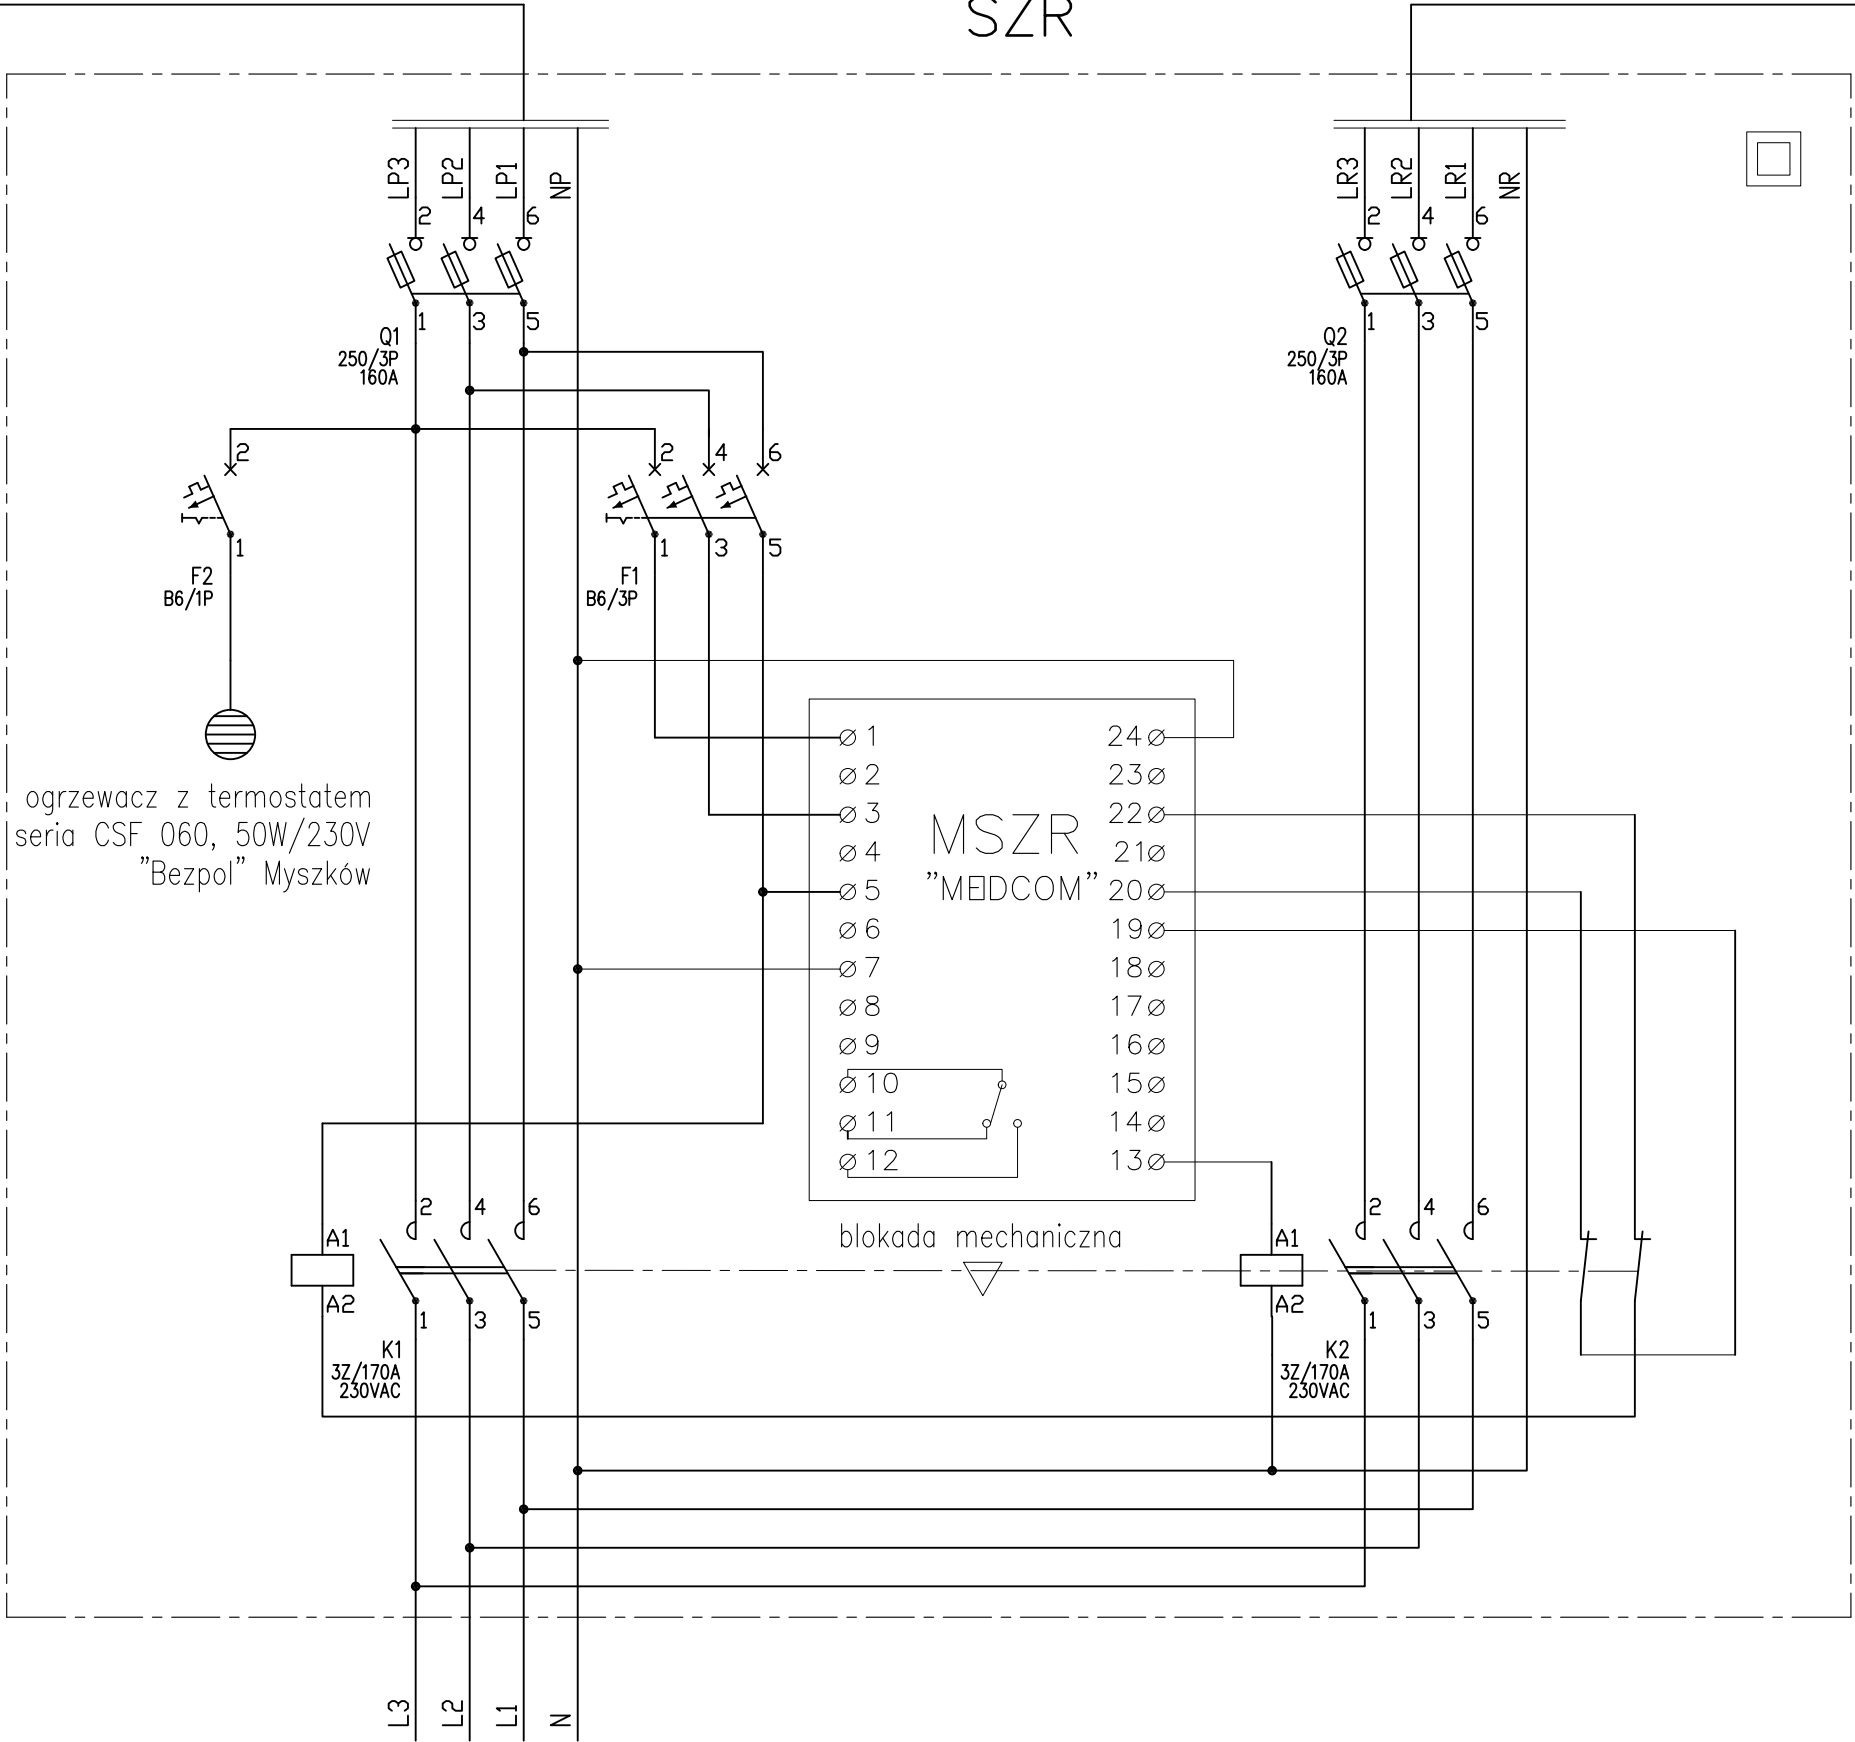 SZR
LP3 LP2 LP1 NP
LR3 LR2 LR1 NR
2 4 6
2 4 6
1 3 5
1 3 5
Q1
250/3P
160A
Q2
250/3P
160A
2
2 4 6
1
1 3 5
F2
B6/1P
F1
B6/3P
ogrzewacz z termostatem
seria CSF 060, 50W/230V
"Bezpol" Myszków
MSZR
1 24
2 23
3 22
4 21
5 20
6 19
7 18
8 17
9 16
10 15
11 14
12 13
blokada mechaniczna
2 4 6
2 4 6
A1
A1
A2
A2
1 3 5
1 3 5
K1
3Z/170A
230VAC
K2
3Z/170A
230VAC
L3 L2 L1 N